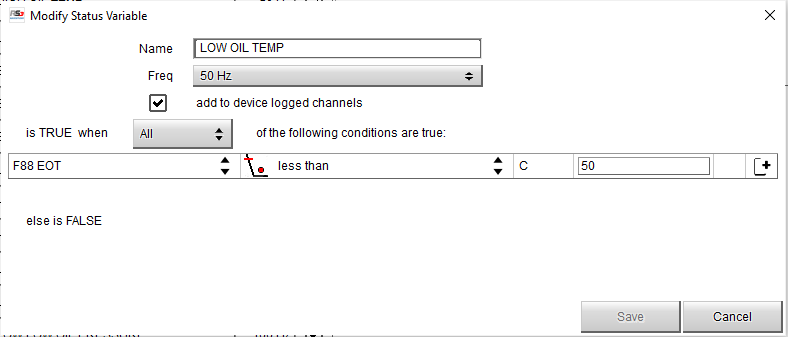 Modify Status Variable
Name LOW OIL TEMP
Freq 50 Hz
add to device logged channels
is TRUE when All of the following conditions are true:
F88 EOT less than C 50
else is FALSE
Save Cancel